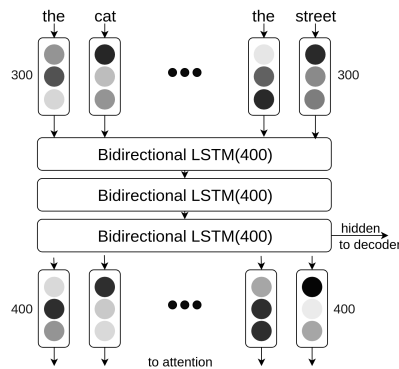 the cat the street
300 300
Bidirectional LSTM(400)
Bidirectional LSTM(400)
Bidirectional LSTM(400)
hidden
to decoder
400 400
to attention